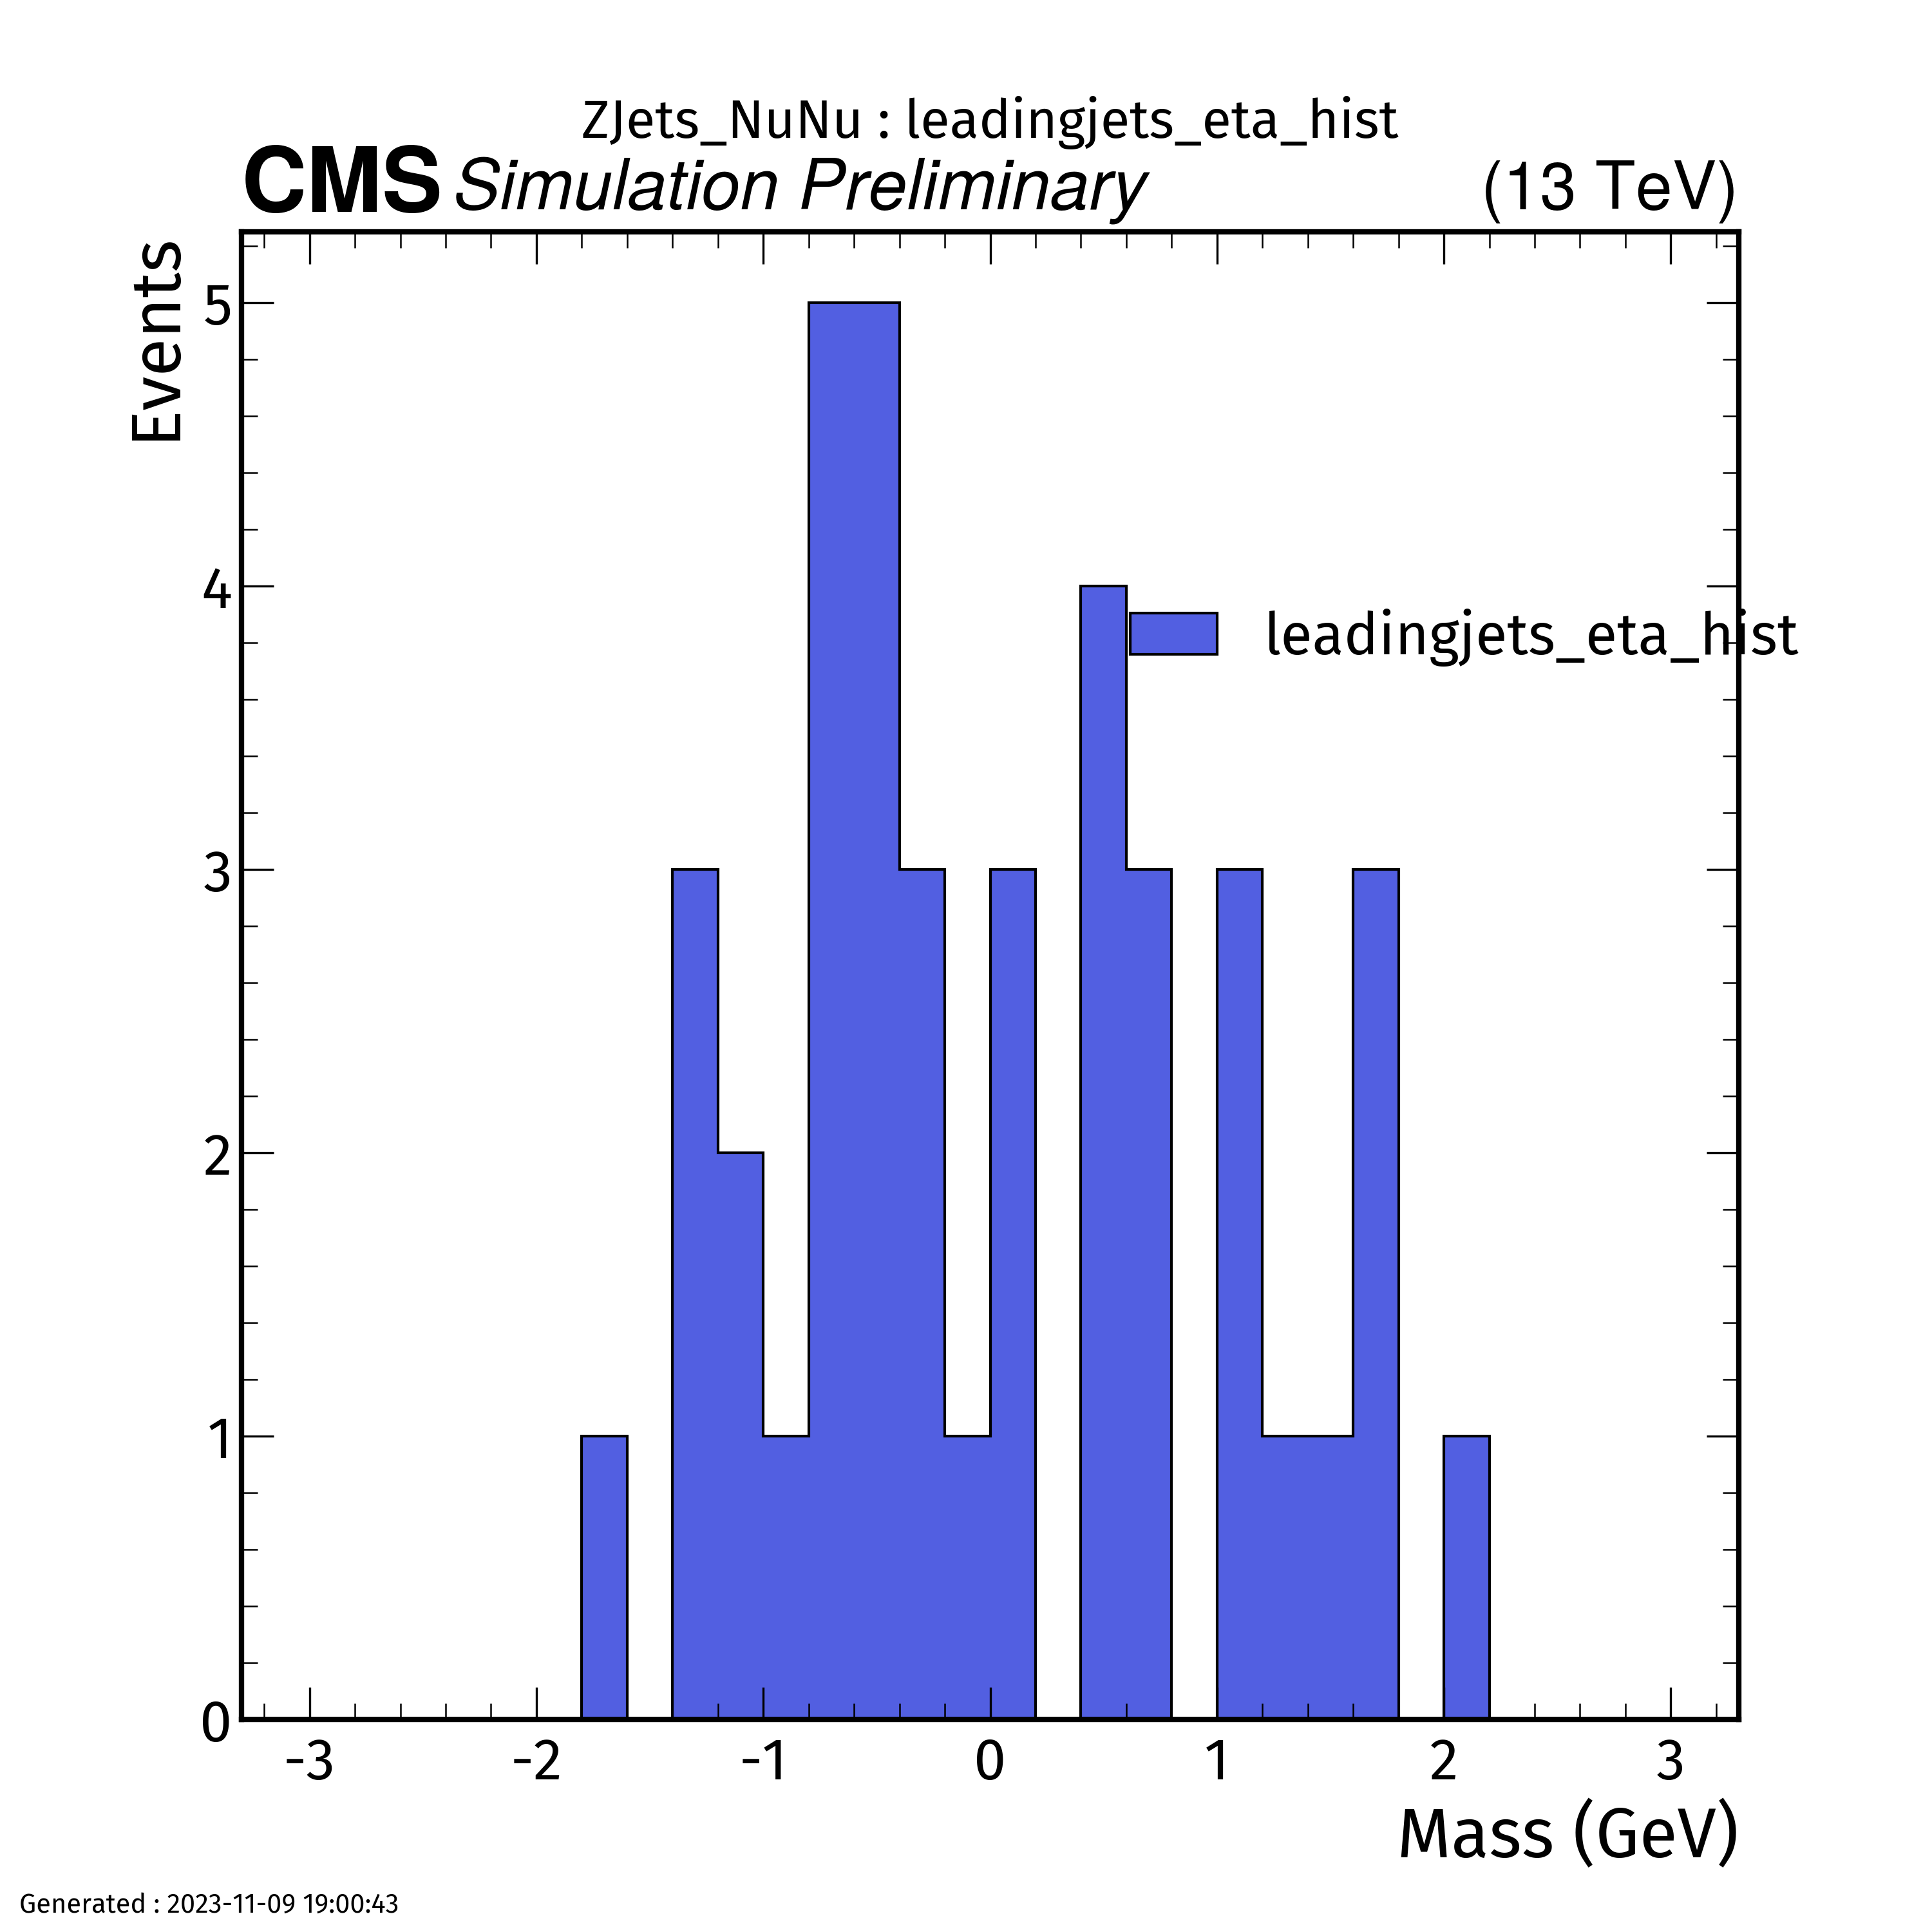 ZJets_NuNu : leadingjets_eta_hist
CMS Simulation Preliminary (13 TeV)
Events
5
4
leadingjets_eta_hist
3
2
1
0
-3 -2 -1 0 1 2 3
Mass (GeV)
Generated : 2023-11-09 19:00:43